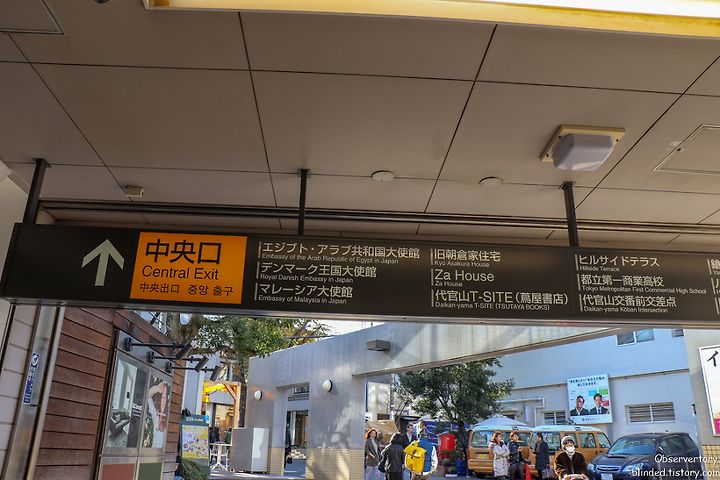 中央口
Central Exit
中央出口 중앙 출구
エジプト・アラブ共和国大使館
Embassy of the Arab Republic of Egypt in Japan
デンマーク王国大使館
Royal Danish Embassy in Japan
マレーシア大使館
Embassy of Malaysia in Japan
旧朝倉家住宅
Kyu Asakura House
Za House
Za House
代官山T-SITE（蔦屋書店）
Daikan-yama T-SITE (TSUTAYA BOOKS)
ヒルサイドテラス
Hillside Terrace
都立第一商業高校
Tokyo Metropolitan First Commercial High School
代官山交番前交差点
Daikan-yama Koban Intersection
Observertory:
blinded.tistory.com